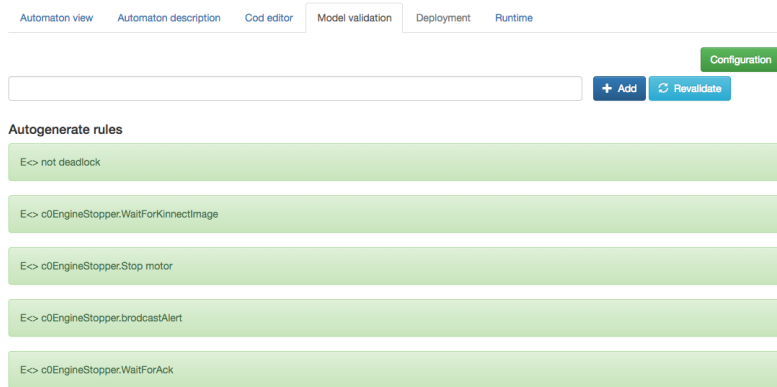 Automaton view Automaton description Cod editor Model validation Deployment Runtime
Configuration
Add Revalidate
Autogenerate rules
E<> not deadlock
E<> c0EngineStopper.WaitForKinnectImage
E<> c0EngineStopper.Stop motor
E<> c0EngineStopper.brodcastAlert
E<> c0EngineStopper.WaitForAck